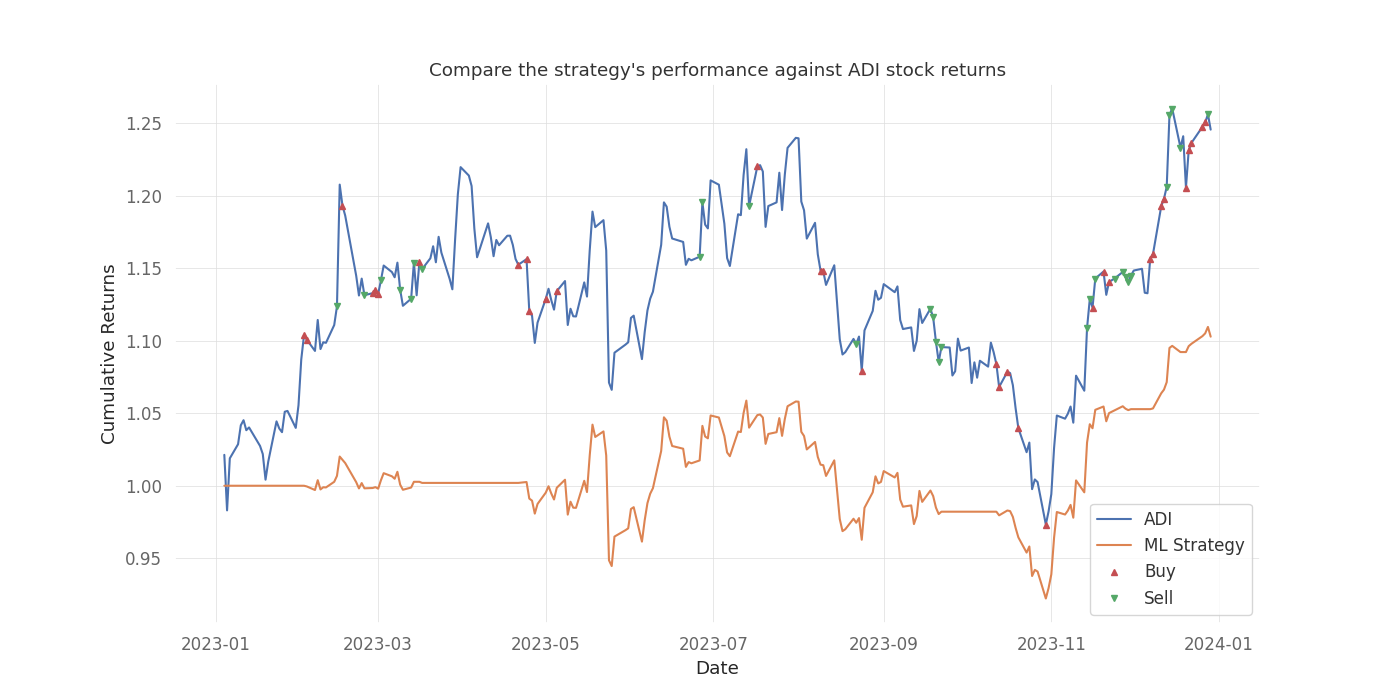 Compare the strategy's performance against ADI stock returns
Cumulative Returns
1.25
1.20
1.15
1.10
1.05
1.00
0.95
ADI
ML Strategy
Buy
Sell
2023-01 2023-03 2023-05 2023-07 2023-09 2023-11 2024-01
Date